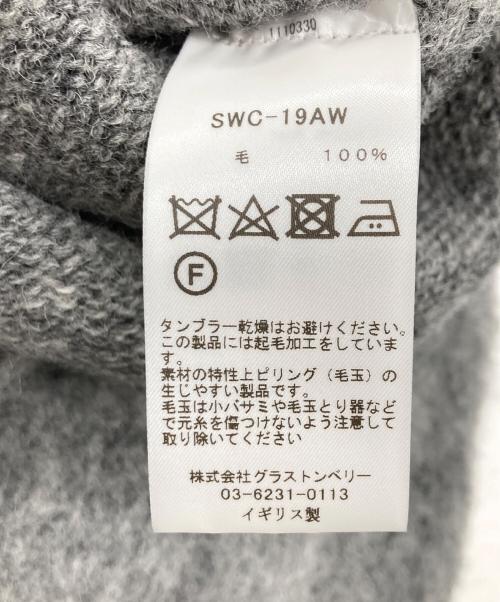 1110330
SWC-19AW
毛 100%
F
タンブラー乾燥はお避けください。
この製品には起毛加工をしていま
す。
素材の特性上ピリング（毛玉）の
生じやすい製品です。
毛玉は小バサミや毛玉とり器など
で元糸を傷つけないよう注意して
取り除いてください
株式会社グラストンベリー
03-6231-0113
イギリス製